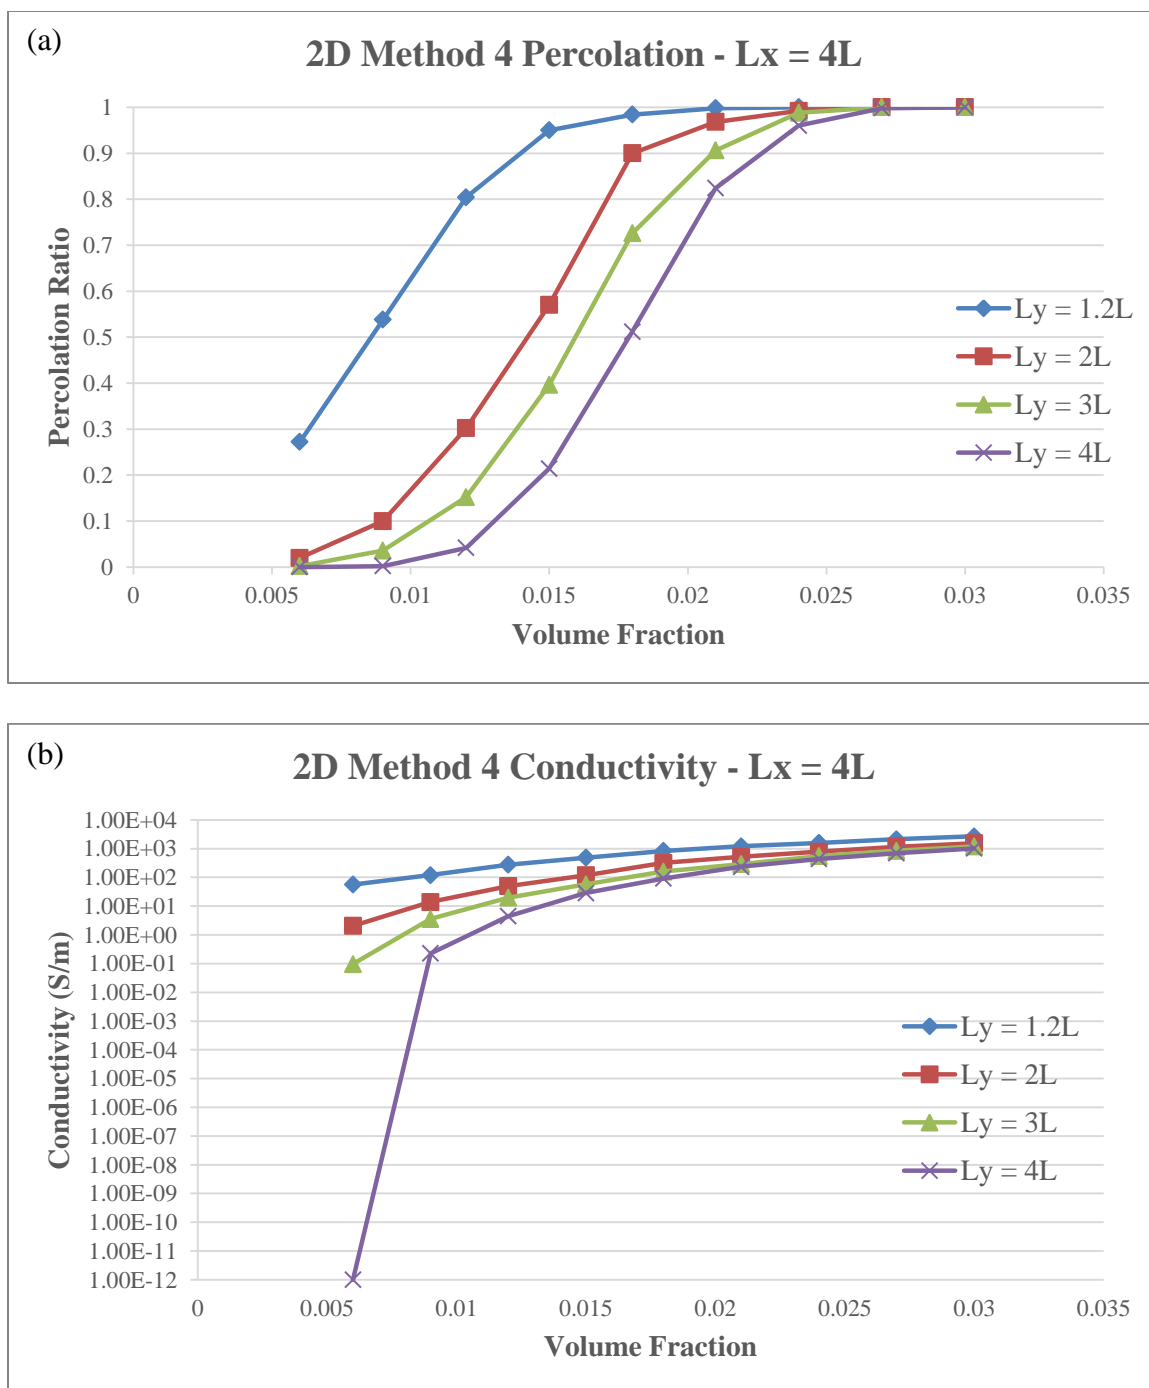 (a)
2D Method 4 Percolation - Lx = 4L
1
0.9
0.8
0.7
0.6
0.5
0.4
0.3
0.2
0.1
0
Percolation Ratio
Ly = 1.2L
Ly = 2L
Ly = 3L
Ly = 4L
0 0.005 0.01 0.015 0.02 0.025 0.03 0.035
Volume Fraction
(b)
2D Method 4 Conductivity - Lx = 4L
1.00E+04
1.00E+03
1.00E+02
1.00E+01
1.00E+00
1.00E-01
1.00E-02
1.00E-03
1.00E-04
1.00E-05
1.00E-06
1.00E-07
1.00E-08
1.00E-09
1.00E-10
1.00E-11
1.00E-12
Conductivity (S/m)
Ly = 1.2L
Ly = 2L
Ly = 3L
Ly = 4L
0 0.005 0.01 0.015 0.02 0.025 0.03 0.035
Volume Fraction